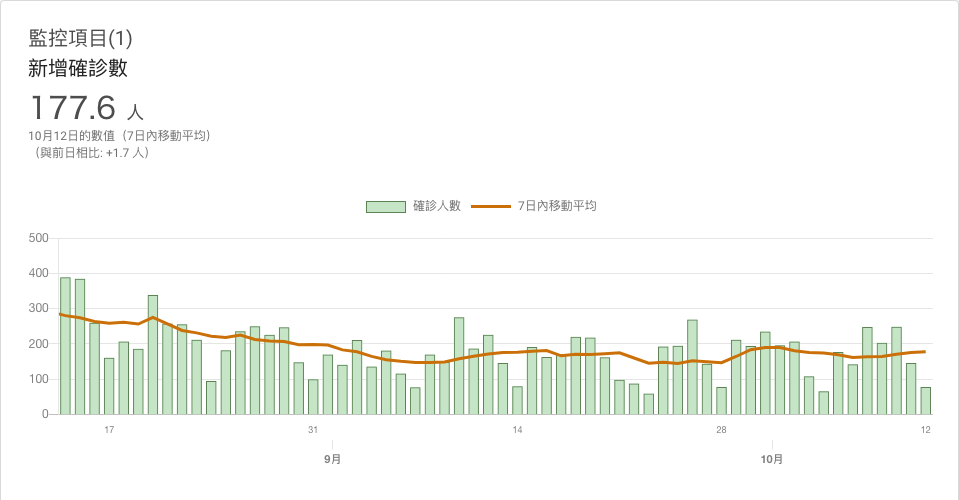 監控項目(1)
新增確診數
177.6 人
10月12日的數值（7日內移動平均）
（與前日相比: +1.7 人）
確診人數 7日內移動平均
500
400
300
200
100
0
17 31 14 28 12
9月 10月